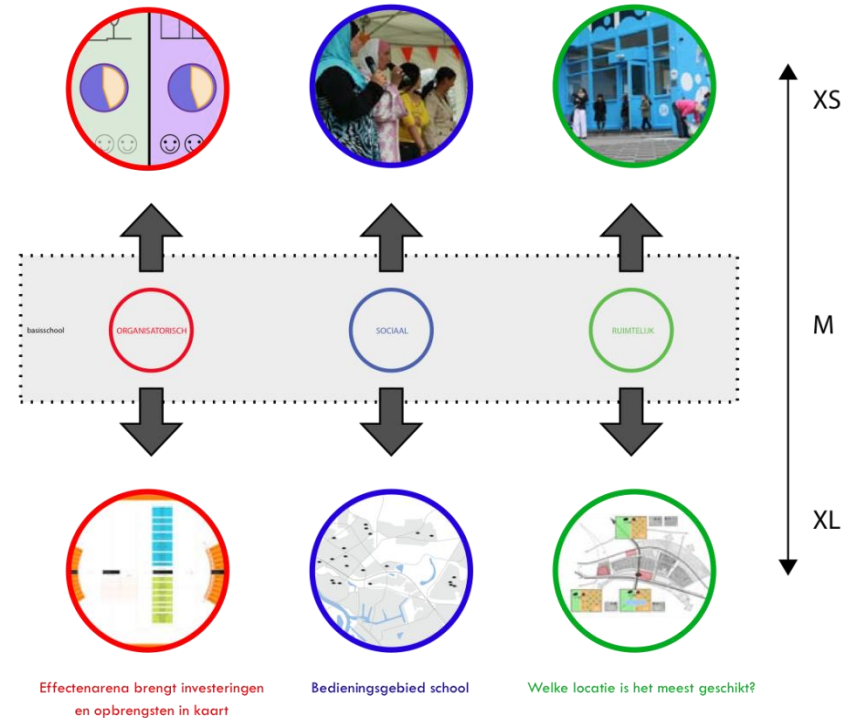 XS
basisschool
ORGANISATORISCH
SOCIAAL
RUIMTELIJK
M
XL
Effectenarena brengt investeringen
en opbrengsten in kaart
Bedieningsgebied school
Welke locatie is het meest geschikt?